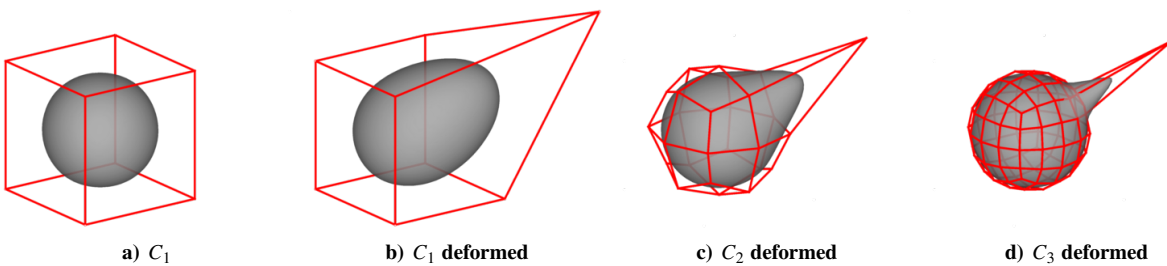 a) C₁
b) C₁ deformed
c) C₂ deformed
d) C₃ deformed